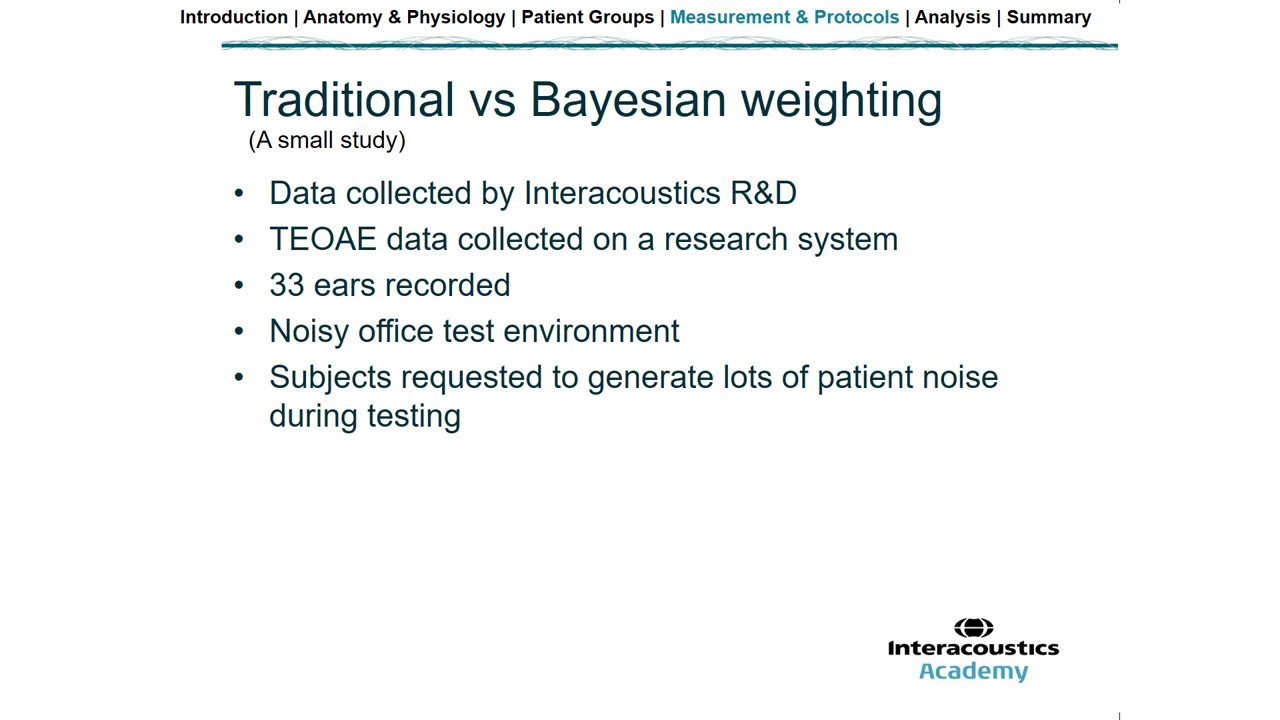 Introduction | Anatomy & Physiology | Patient Groups | Measurement & Protocols | Analysis | Summary
Traditional vs Bayesian weighting
(A small study)
• Data collected by Interacoustics R&D
• TEOAE data collected on a research system
• 33 ears recorded
• Noisy office test environment
• Subjects requested to generate lots of patient noise
during testing
Interacoustics
Academy